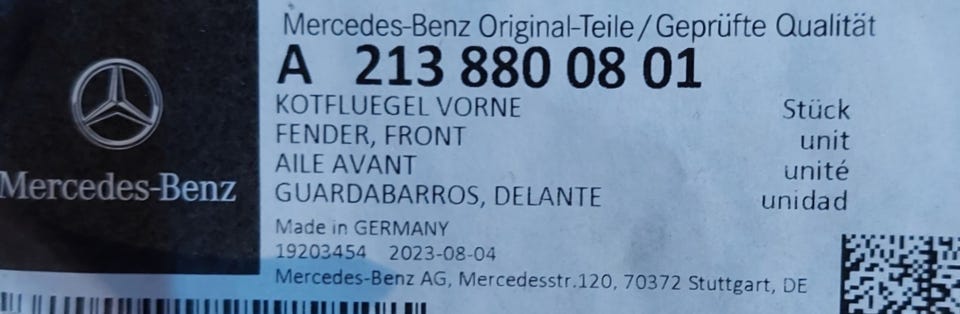 Mercedes-Benz Original-Teile/Geprüfte Qualität
A 213 880 08 01
KOTFLUEGEL VORNE Stück
FENDER, FRONT unit
AILE AVANT unité
GUARDABARROS, DELANTE unidad
Mercedes-Benz
Made in GERMANY
19203454 2023-08-04
Mercedes-Benz AG, Mercedesstr.120, 70372 Stuttgart, DE